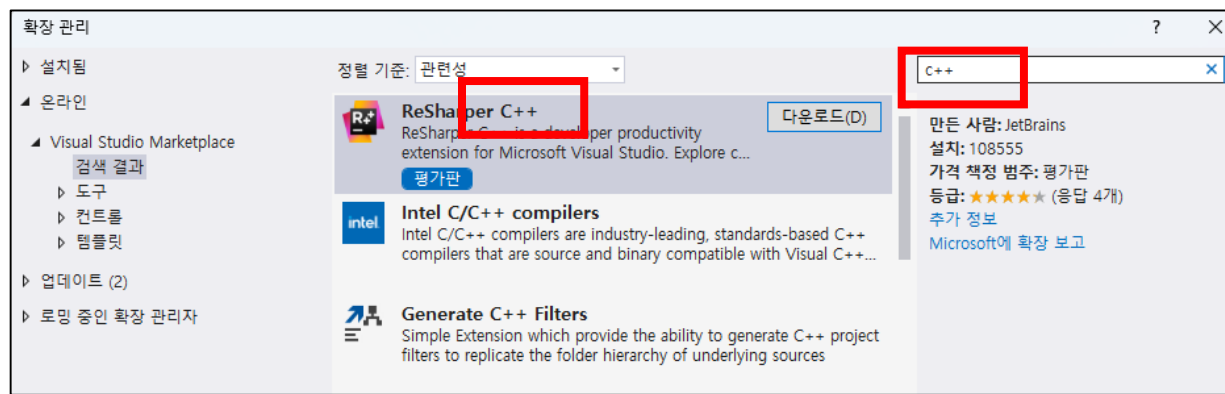 확장 관리
? ×
▷ 설치됨
◢ 온라인
◢ Visual Studio Marketplace
검색 결과
▷ 도구
▷ 컨트롤
▷ 템플릿
▷ 업데이트 (2)
▷ 로밍 중인 확장 관리자
정렬 기준: 관련성
R#
ReSharper C++
다운로드(D)
ReSharper C++ is a developer productivity
extension for Microsoft Visual Studio. Explore c...
평가판
intel.
Intel C/C++ compilers
Intel C/C++ compilers are industry-leading, standards-based C++
compilers that are source and binary compatible with Visual C++...
Generate C++ Filters
Simple Extension which provide the ability to generate C++ project
filters to replicate the folder hierarchy of underlying sources
C++ ×
만든 사람: JetBrains
설치: 108555
가격 책정 범주: 평가판
등급: ★★★★★ (응답 4개)
추가 정보
Microsoft에 확장 보고